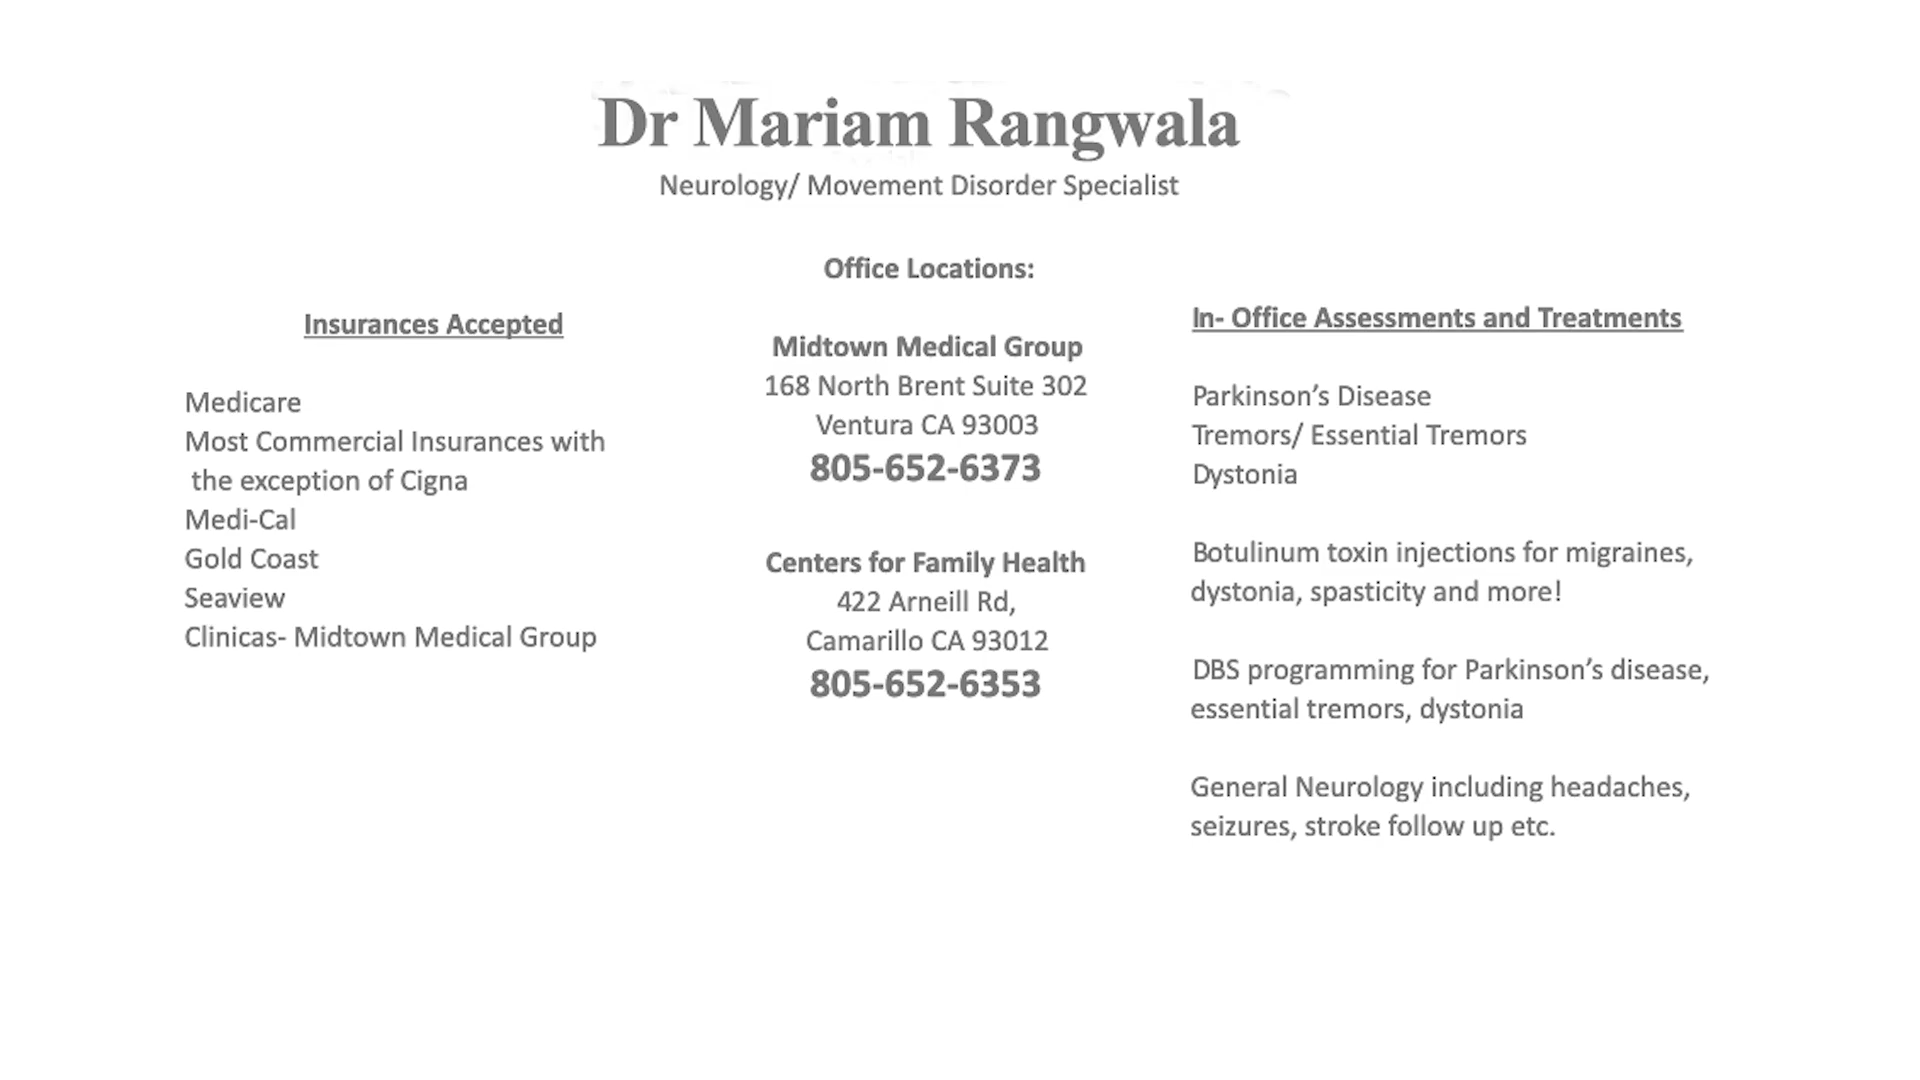 Dr Mariam Rangwala
Neurology/ Movement Disorder Specialist
Insurances Accepted
Medicare
Most Commercial Insurances with
the exception of Cigna
Medi-Cal
Gold Coast
Seaview
Clinicas- Midtown Medical Group
Office Locations:
Midtown Medical Group
168 North Brent Suite 302
Ventura CA 93003
805-652-6373
Centers for Family Health
422 Arneill Rd,
Camarillo CA 93012
805-652-6353
In- Office Assessments and Treatments
Parkinson’s Disease
Tremors/ Essential Tremors
Dystonia
Botulinum toxin injections for migraines,
dystonia, spasticity and more!
DBS programming for Parkinson’s disease,
essential tremors, dystonia
General Neurology including headaches,
seizures, stroke follow up etc.